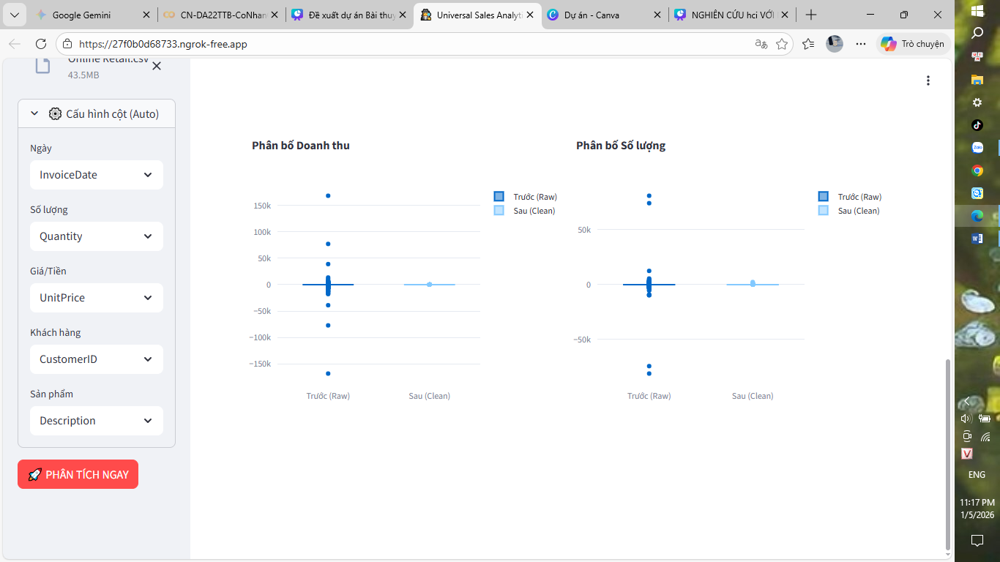 Google Gemini
CN-DA22TTB-CoNhan
Đề xuất dự án Bài thuy
Universal Sales Analyti
Dự án - Canva
NGHIÊN CỨU hci VỚI
https://27f0b0d68733.ngrok-free.app
Trò chuyện
Online Retail.csv
43.5MB
Cấu hình cột (Auto)
Ngày
InvoiceDate
Số lượng
Quantity
Giá/Tiền
UnitPrice
Khách hàng
CustomerID
Sản phẩm
Description
PHÂN TÍCH NGAY
Phân bố Doanh thu
150k
100k
50k
0
−50k
−100k
−150k
Trước (Raw)
Sau (Clean)
Trước (Raw)
Sau (Clean)
Phân bố Số lượng
50k
0
−50k
Trước (Raw)
Sau (Clean)
Trước (Raw)
Sau (Clean)
Zalo
ENG
11:17 PM
1/5/2026